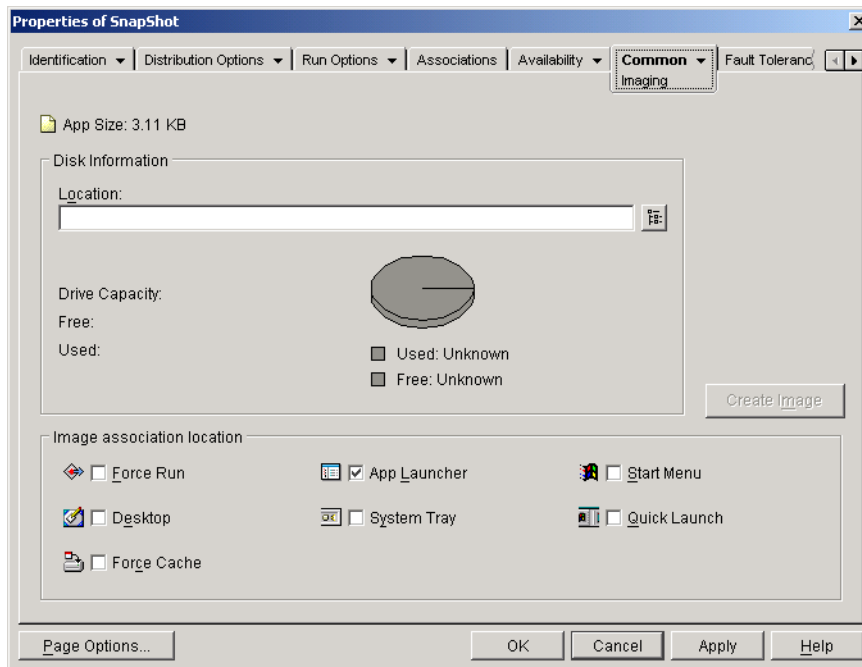 Properties of SnapShot
Identification Distribution Options Run Options Associations Availability Common Fault Toleranc
Imaging
App Size: 3.11 KB
Disk Information
Location:
Drive Capacity:
Free:
Used:
Used: Unknown
Free: Unknown
Create Image
Image association location
Force Run App Launcher Start Menu
Desktop System Tray Quick Launch
Force Cache
Page Options... OK Cancel Apply Help